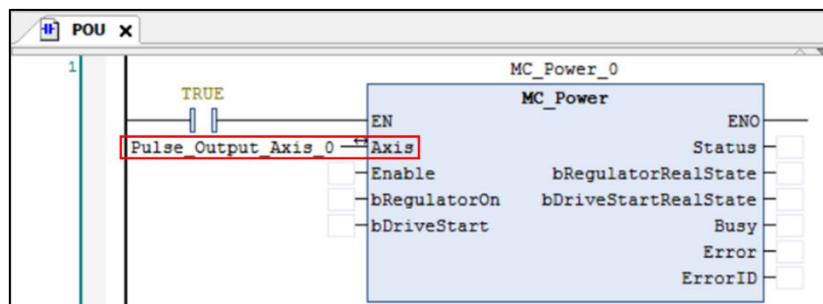 POU X
1
MC_Power_0
TRUE
MC_Power
EN ENO
Pulse_Output_Axis_0 Axis Status
Enable bRegulatorRealState
bRegulatorOn bDriveStartRealState
bDriveStart Busy
Error
ErrorID